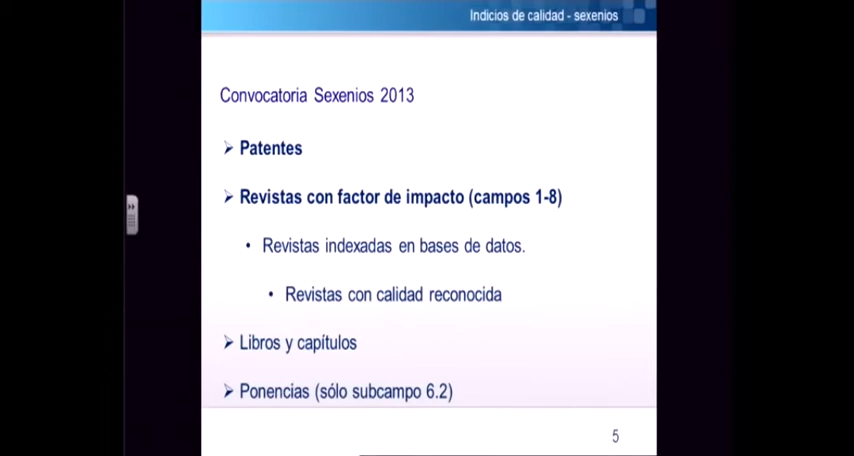 Indicios de calidad - sexenios
Convocatoria Sexenios 2013
➢ Patentes
➢ Revistas con factor de impacto (campos 1-8)
• Revistas indexadas en bases de datos.
• Revistas con calidad reconocida
➢ Libros y capítulos
➢ Ponencias (sólo subcampo 6.2)
5